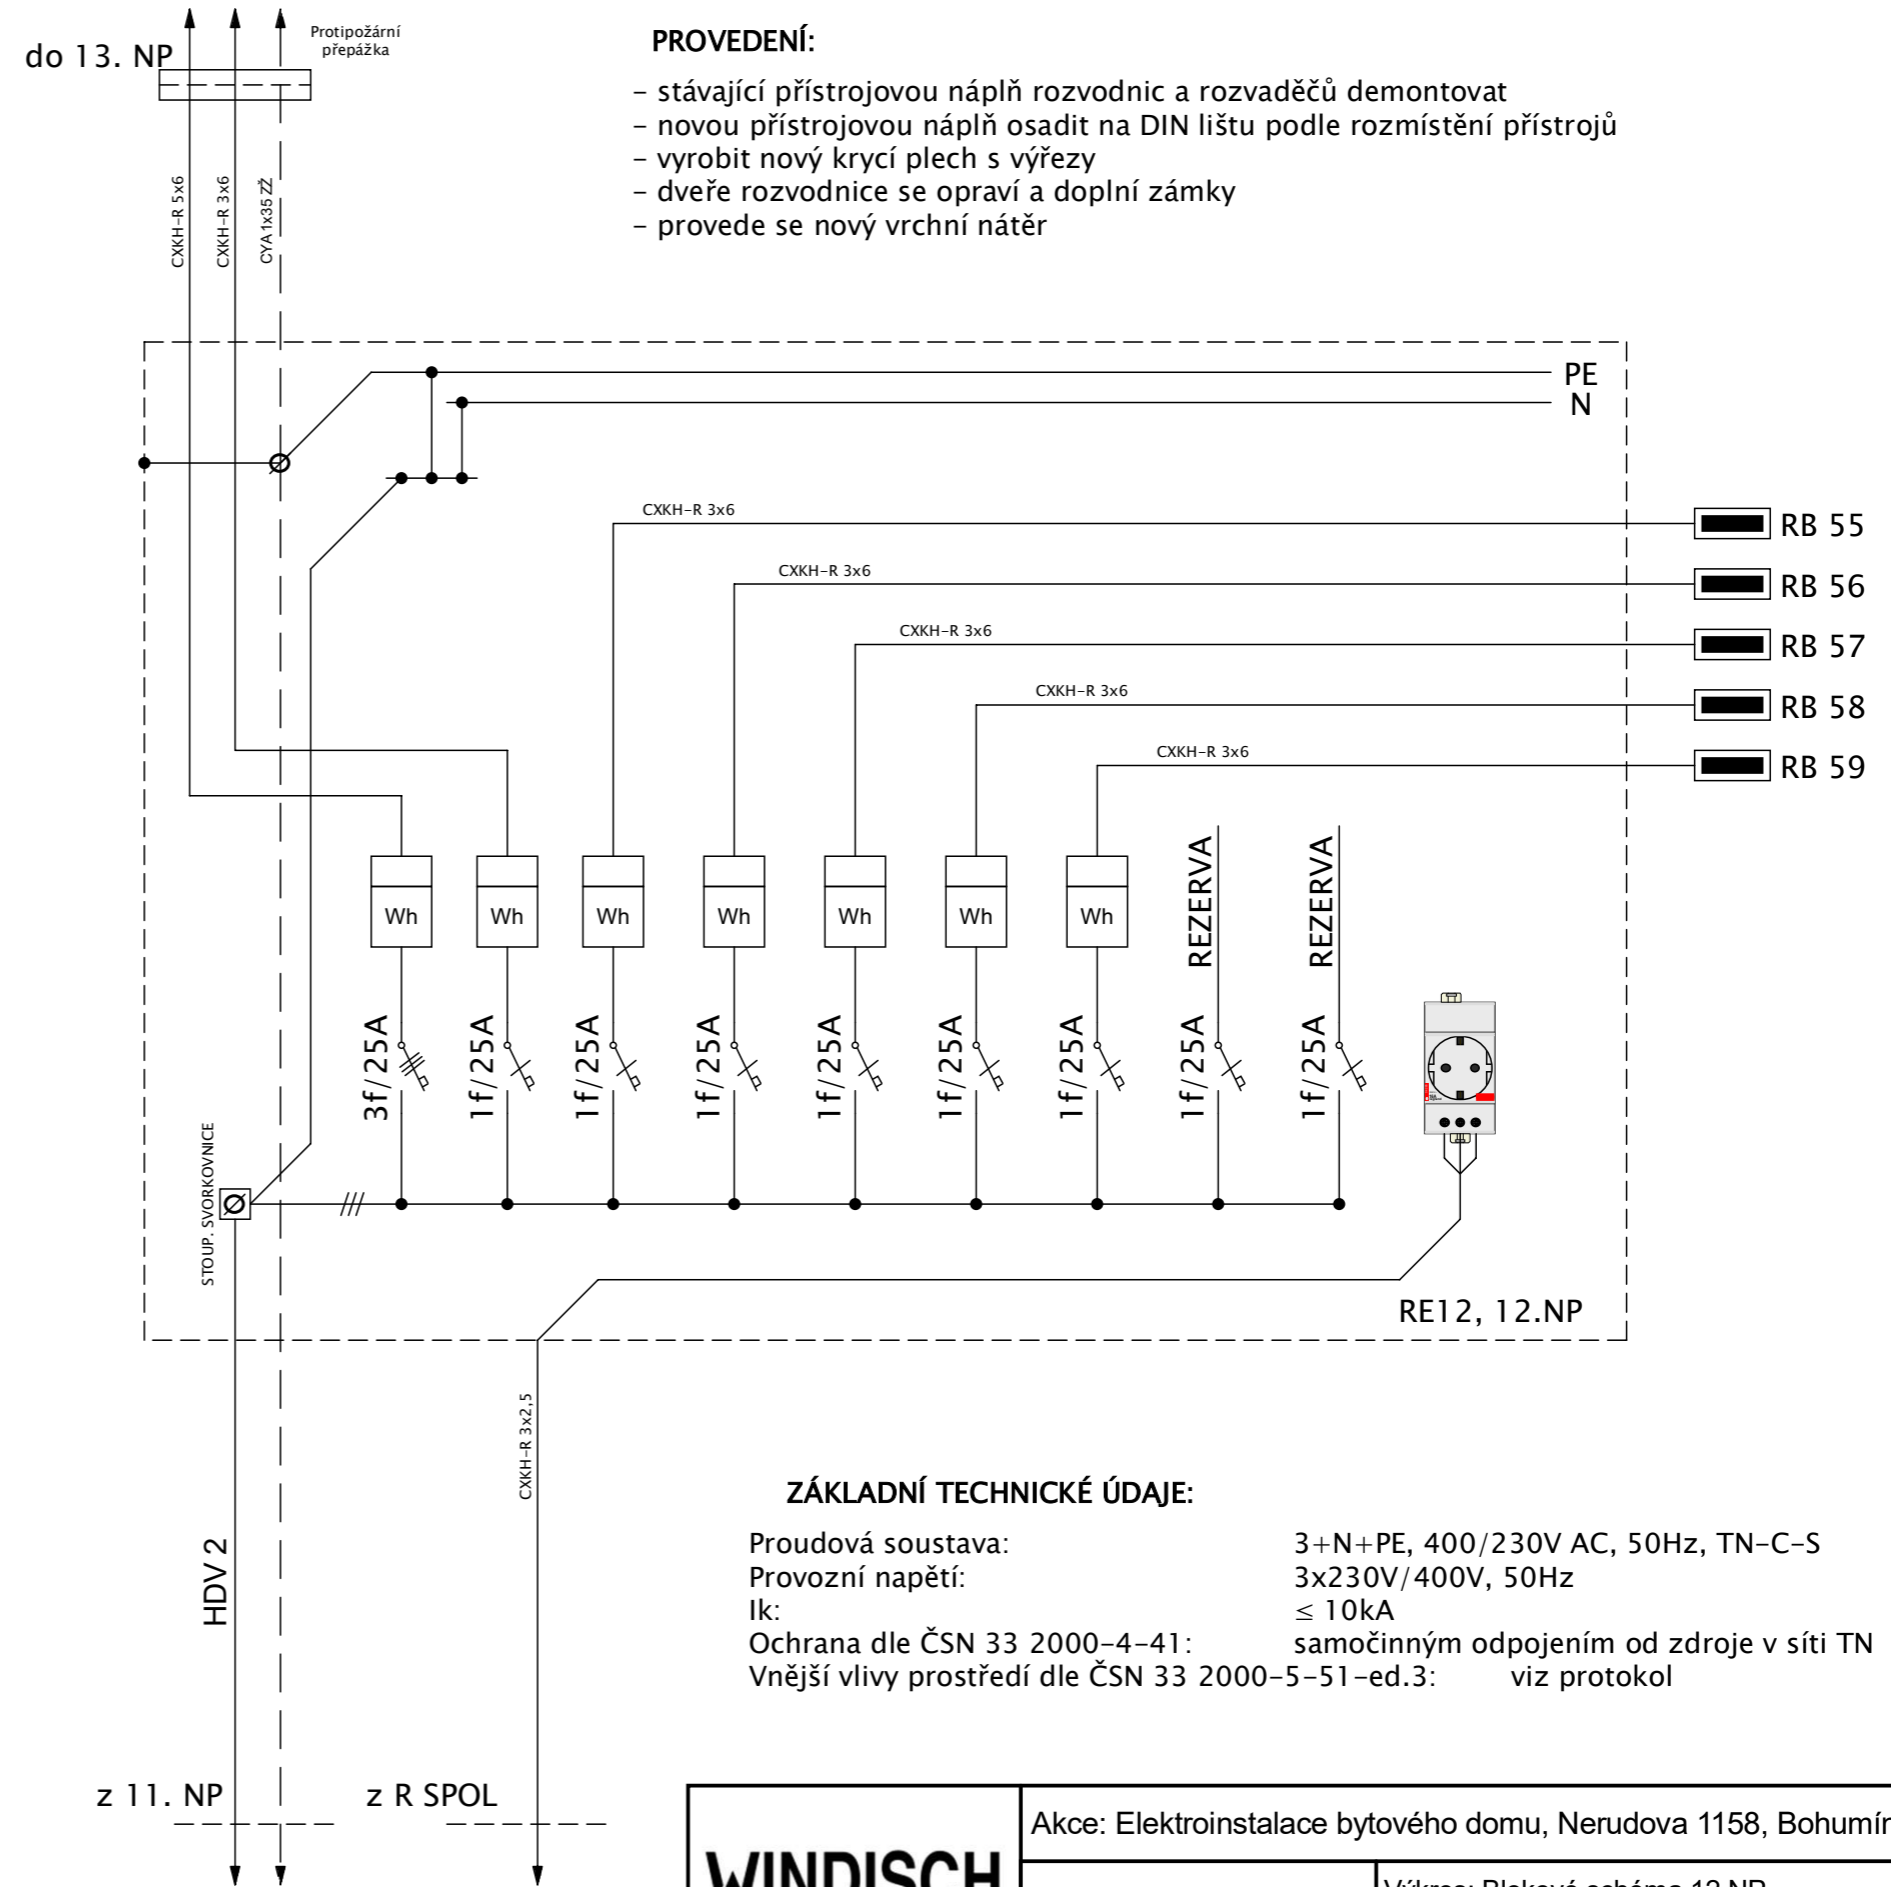 do 13. NP
Protipožární
přepážka
PROVEDENÍ:
– stávající přístrojovou náplň rozvodnic a rozvaděčů demontovat
– novou přístrojovou náplň osadit na DIN lištu podle rozmístění přístrojů
– vyrobit nový krycí plech s výřezy
– dveře rozvodnice se opraví a doplní zámky
– provede se nový vrchní nátěr
CXKH–R 5x6
CXKH–R 3x6
CYA 1x35 ZŽ
PE
N
CXKH–R 3x6
RB 55
CXKH–R 3x6
RB 56
CXKH–R 3x6
RB 57
CXKH–R 3x6
RB 58
CXKH–R 3x6
RB 59
Wh
Wh
Wh
Wh
Wh
Wh
Wh
REZERVA
REZERVA
3f/25A
1f/25A
1f/25A
1f/25A
1f/25A
1f/25A
1f/25A
1f/25A
1f/25A
STOUP. SVORKOVNICE
RE12, 12.NP
CXKH–R 3x2,5
HDV 2
ZÁKLADNÍ TECHNICKÉ ÚDAJE:
Proudová soustava: 3+N+PE, 400/230V AC, 50Hz, TN–C–S
Provozní napětí: 3x230V/400V, 50Hz
Ik: ≤ 10kA
Ochrana dle ČSN 33 2000–4–41: samočinným odpojením od zdroje v síti TN
Vnější vlivy prostředí dle ČSN 33 2000–5–51–ed.3: viz protokol
z 11. NP
z R SPOL
WINDISCH
Akce: Elektroinstalace bytového domu, Nerudova 1158, Bohumín
Výkres: Blokové schéma 12.NP